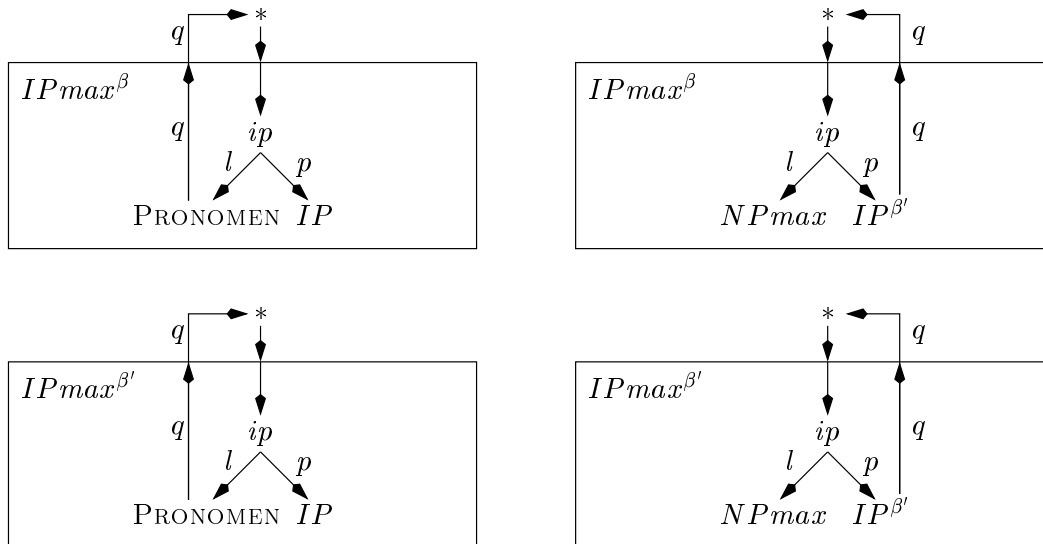 * *
q q
IPmax^β IPmax^β
q q
ip ip
l p l p
PRONOMEN IP NPmax IP^β′
* *
q q
IPmax^β′ IPmax^β′
q q
ip ip
l p l p
PRONOMEN IP NPmax IP^β′